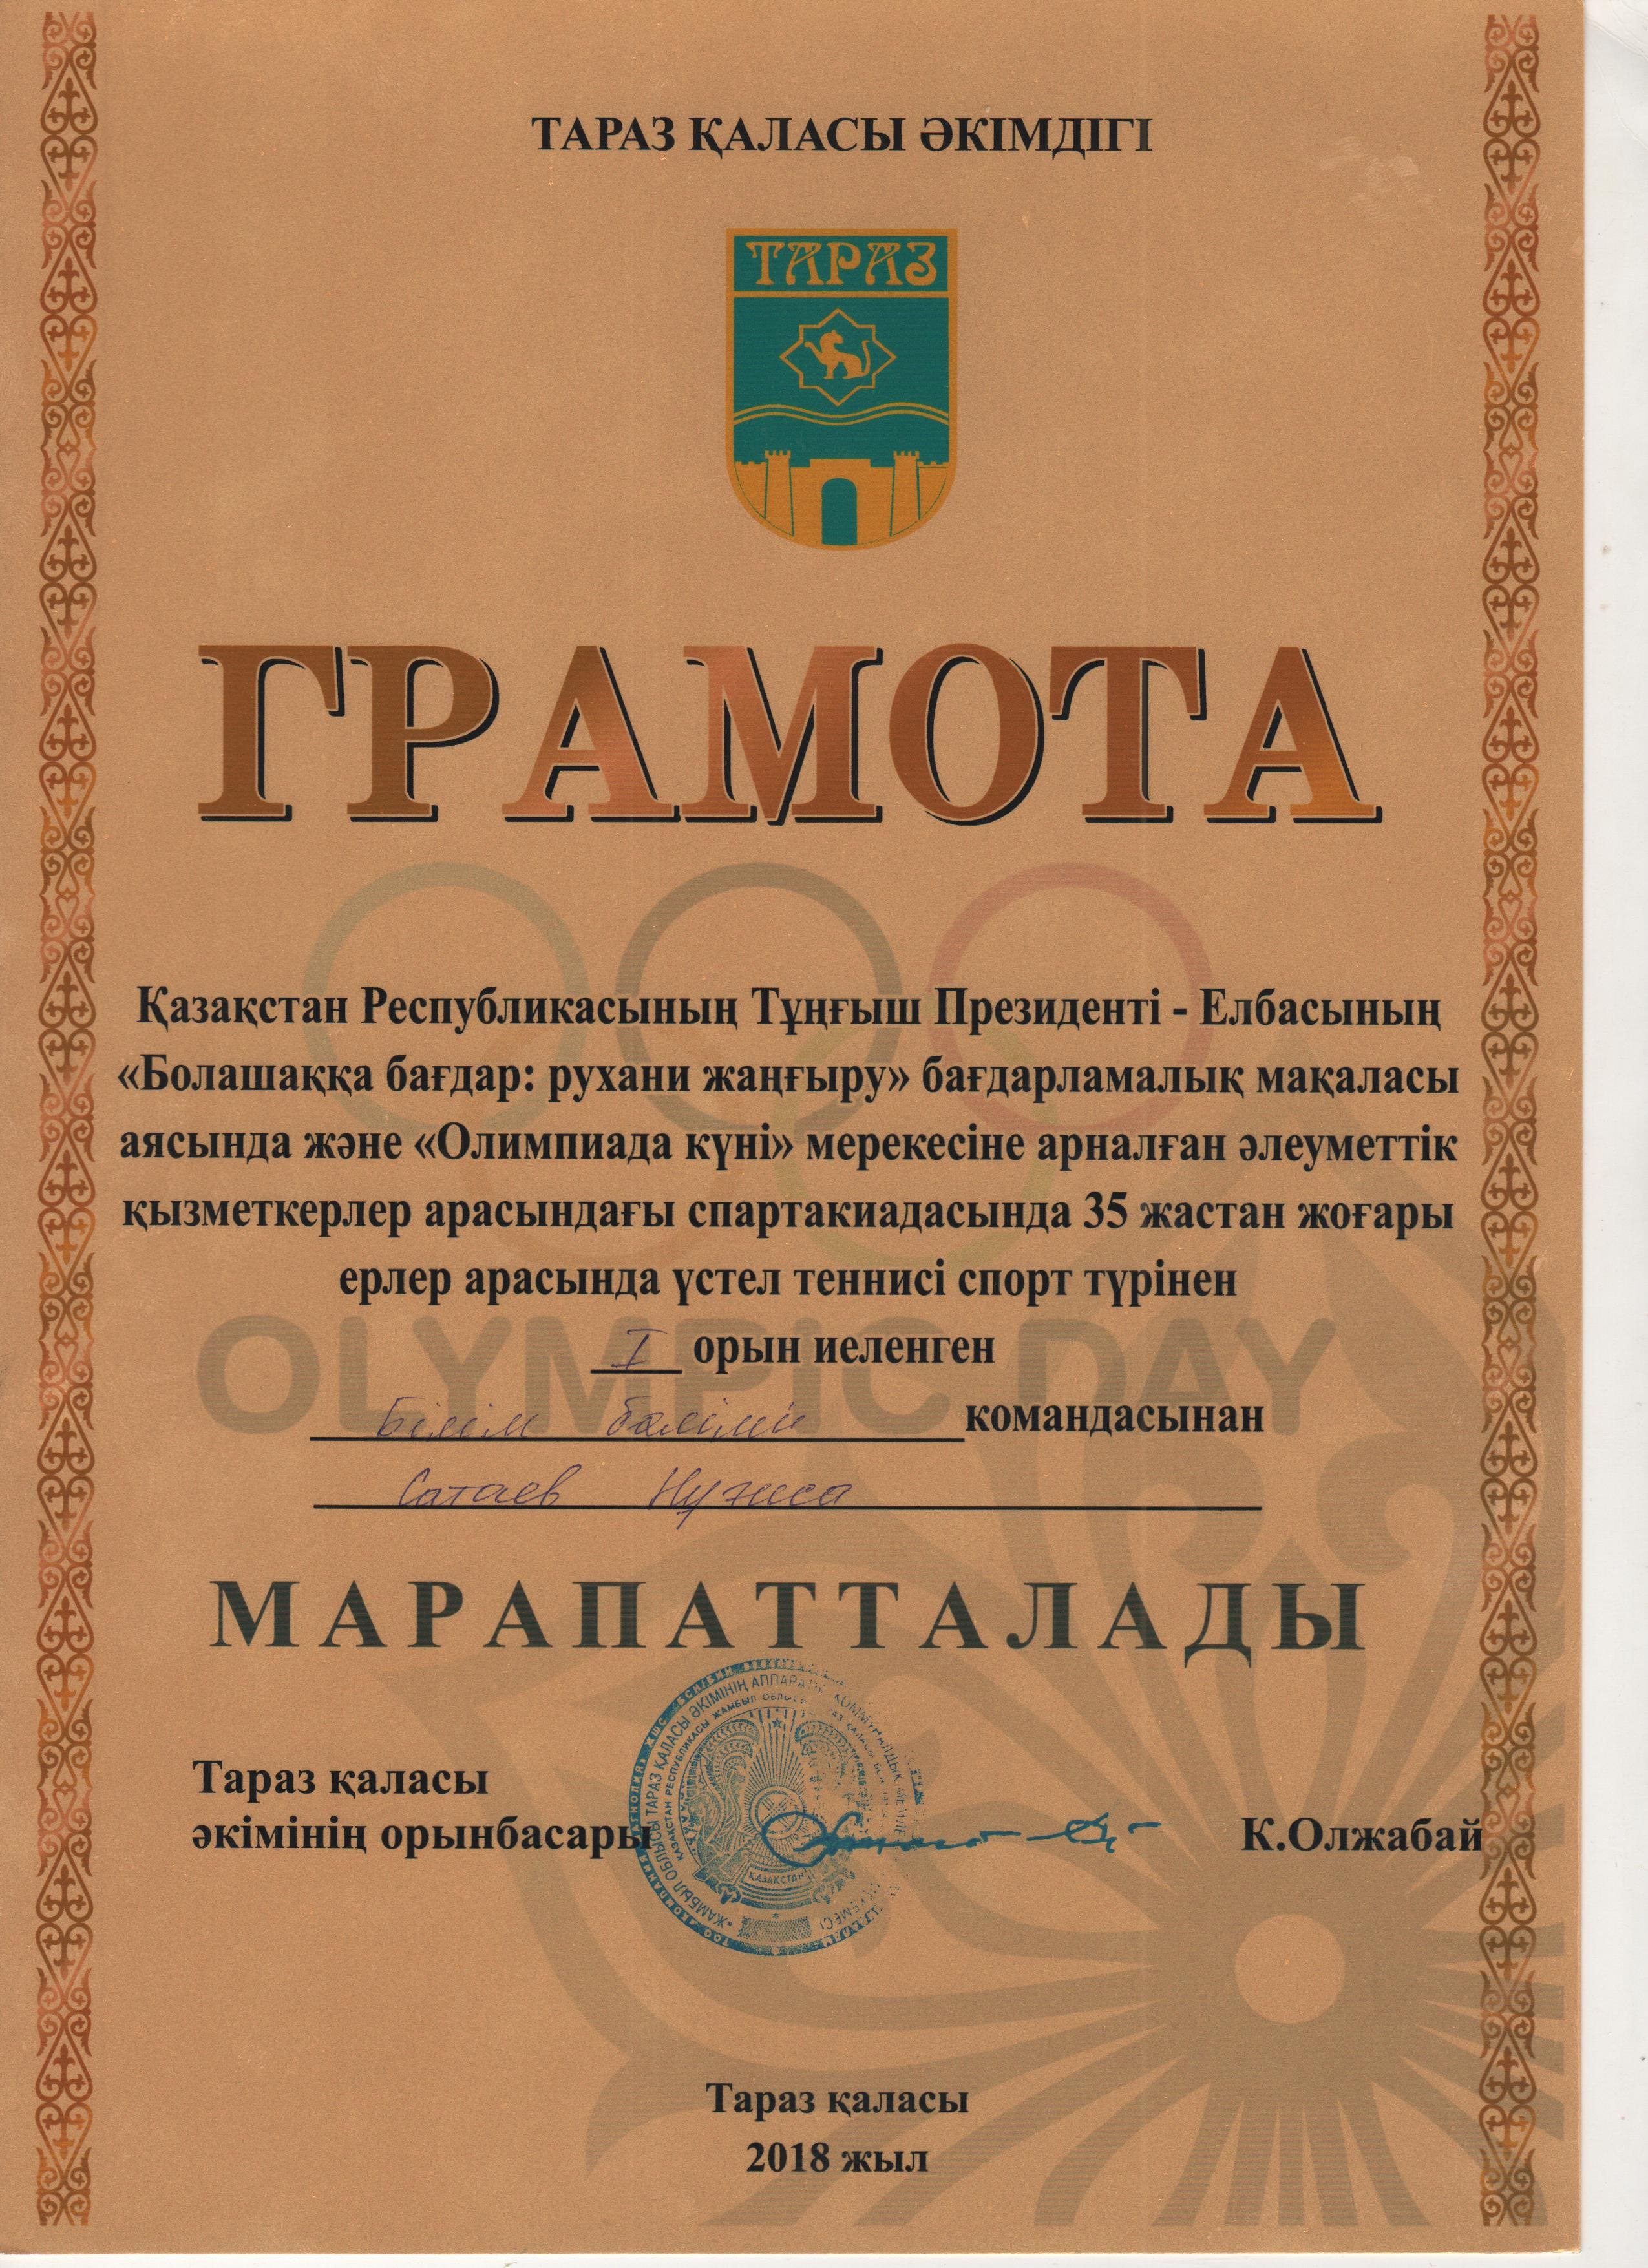 ТАРАЗ ҚАЛАСЫ ӘКІМДІГІ
ТАРАЗ
ГРАМОТА
Қазақстан Республикасының Тұңғыш Президенті - Елбасының
«Болашаққа бағдар: рухани жаңғыру» бағдарламалық мақаласы
аясында және «Олимпиада күні» мерекесіне арналған әлеуметтік
қызметкерлер арасындағы спартакиадасында 35 жастан жоғары
ерлер арасында үстел теннисі спорт түрінен
I орын иеленген
OLYMPIC DAY
Білім бөлімі командасынан
Сатаев
МАРАПАТТАЛАДЫ
Тараз қаласы
әкімінің орынбасары
К.Олжабай
ҚАЗАҚСТАН
Тараз қаласы
2018 жыл